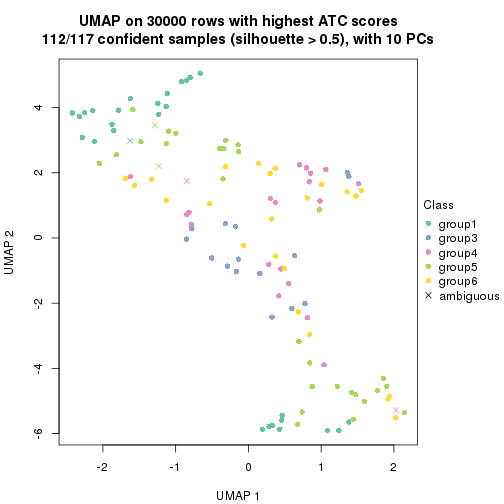 UMAP on 30000 rows with highest ATC scores
112/117 confident samples (silhouette > 0.5), with 10 PCs
4
2
0
-2
-4
-6
UMAP 2
-2
-1
0
1
2
UMAP 1
Class
group1
group3
group4
group5
group6
ambiguous